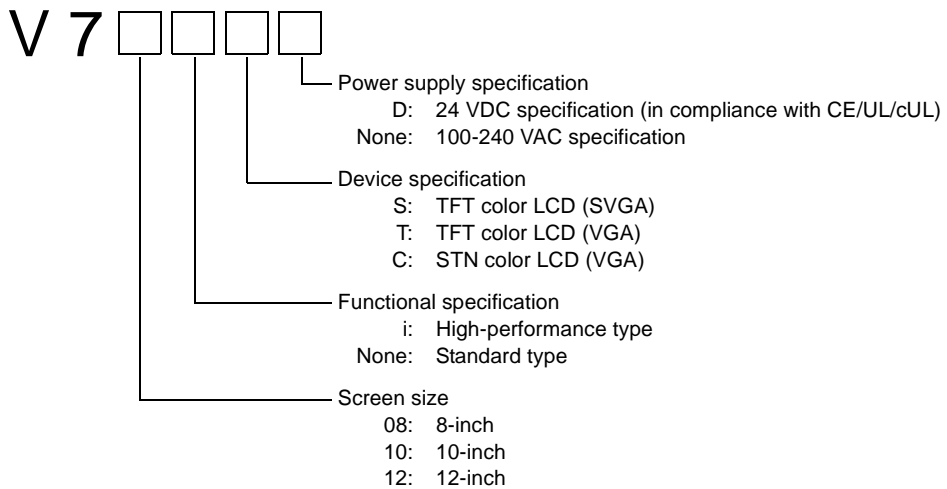 V 7
Power supply specification
D: 24 VDC specification (in compliance with CE/UL/cUL)
None: 100-240 VAC specification
Device specification
S: TFT color LCD (SVGA)
T: TFT color LCD (VGA)
C: STN color LCD (VGA)
Functional specification
i: High-performance type
None: Standard type
Screen size
08: 8-inch
10: 10-inch
12: 12-inch